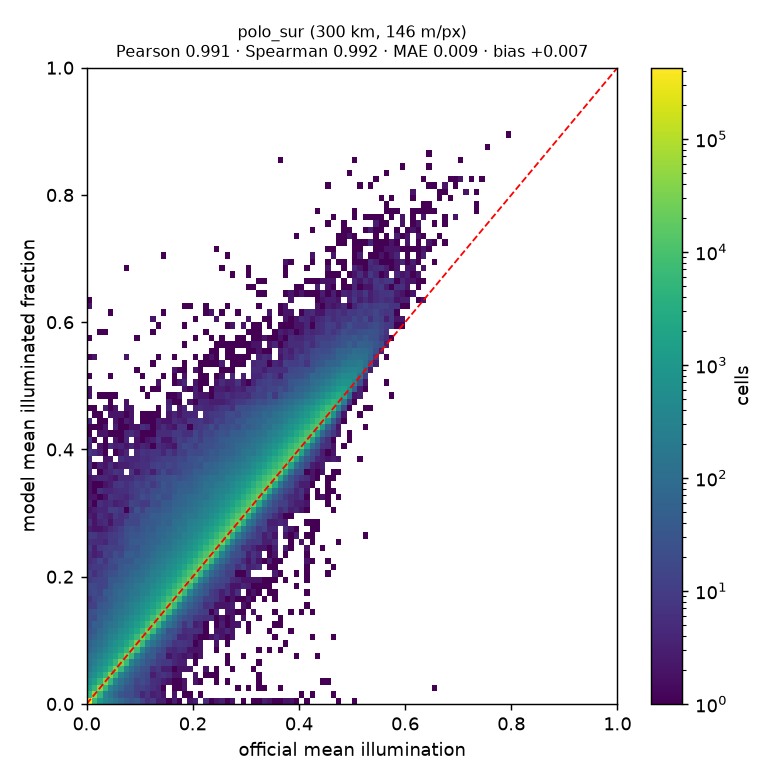 polo_sur (300 km, 146 m/px)
Pearson 0.991 · Spearman 0.992 · MAE 0.009 · bias +0.007
1.0
0.8
0.6
0.4
0.2
0.0
model mean illuminated fraction
0.0 0.2 0.4 0.6 0.8 1.0
official mean illumination
10⁵
10⁴
10³
10²
10¹
10⁰
cells